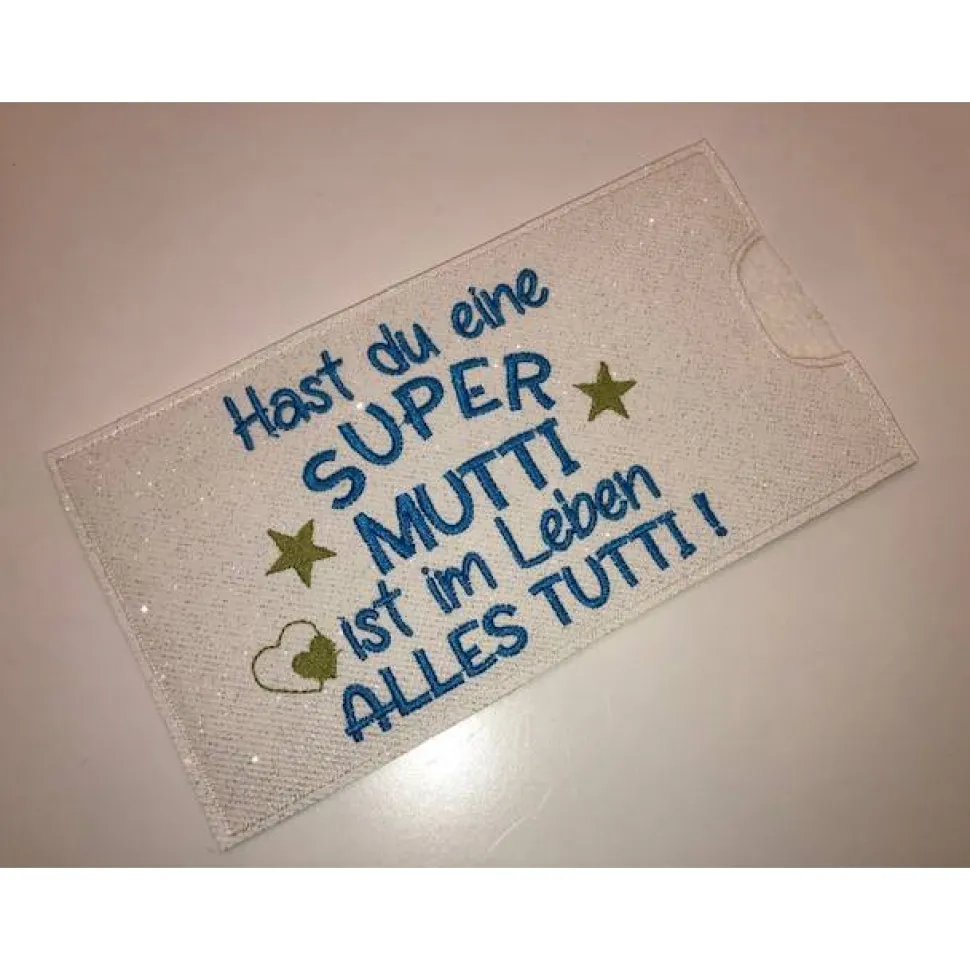 Hast du eine
SUPER
MUTTI
ist im Leben
ALLES TUTTI !